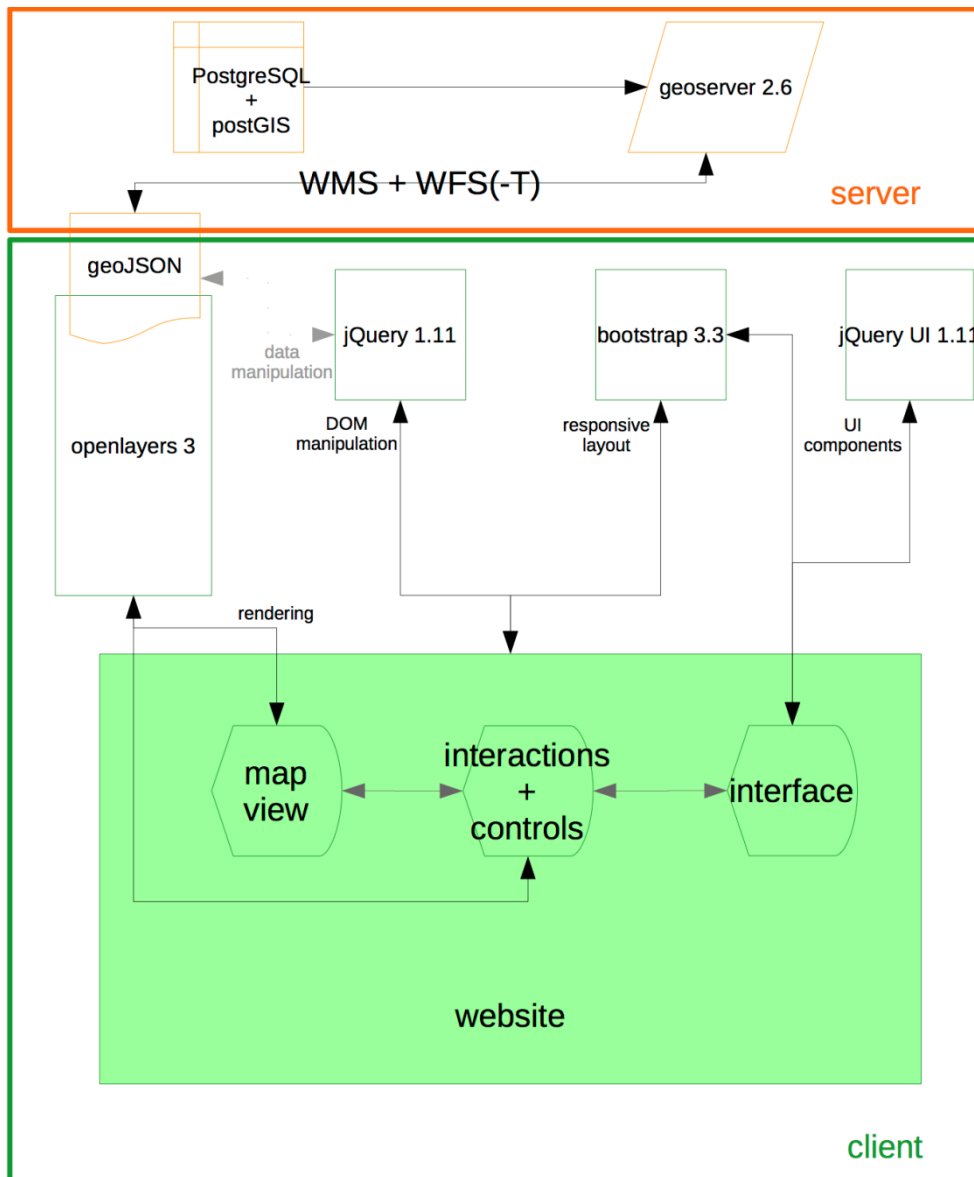 PostgreSQL
+
postGIS
geoserver 2.6
WMS + WFS(-T)
server
geoJSON
data
manipulation
jQuery 1.11
bootstrap 3.3
jQuery UI 1.11
openlayers 3
DOM
manipulation
responsive
layout
UI
components
rendering
map
view
interactions
+
controls
interface
website
client